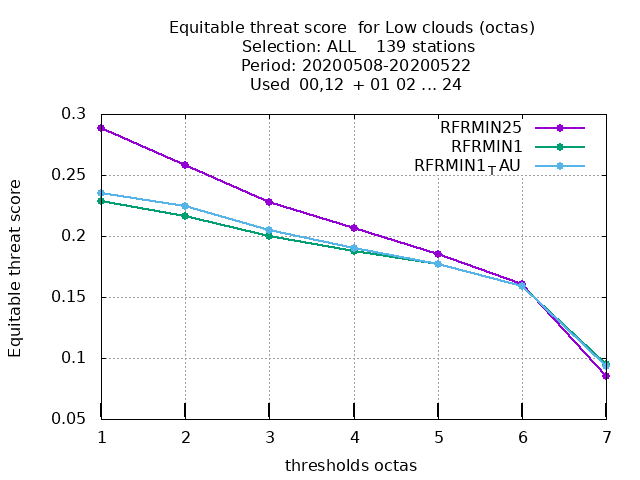 Equitable threat score  for Low clouds (octas)
Selection: ALL    139 stations
Period: 20200508-20200522
Used  00,12  + 01 02 ... 24
RFRMIN25
RFRMIN1
RFRMIN1TAU
0.3
0.25
0.2
0.15
0.1
0.05
Equitable threat score
1 2 3 4 5 6 7
thresholds octas